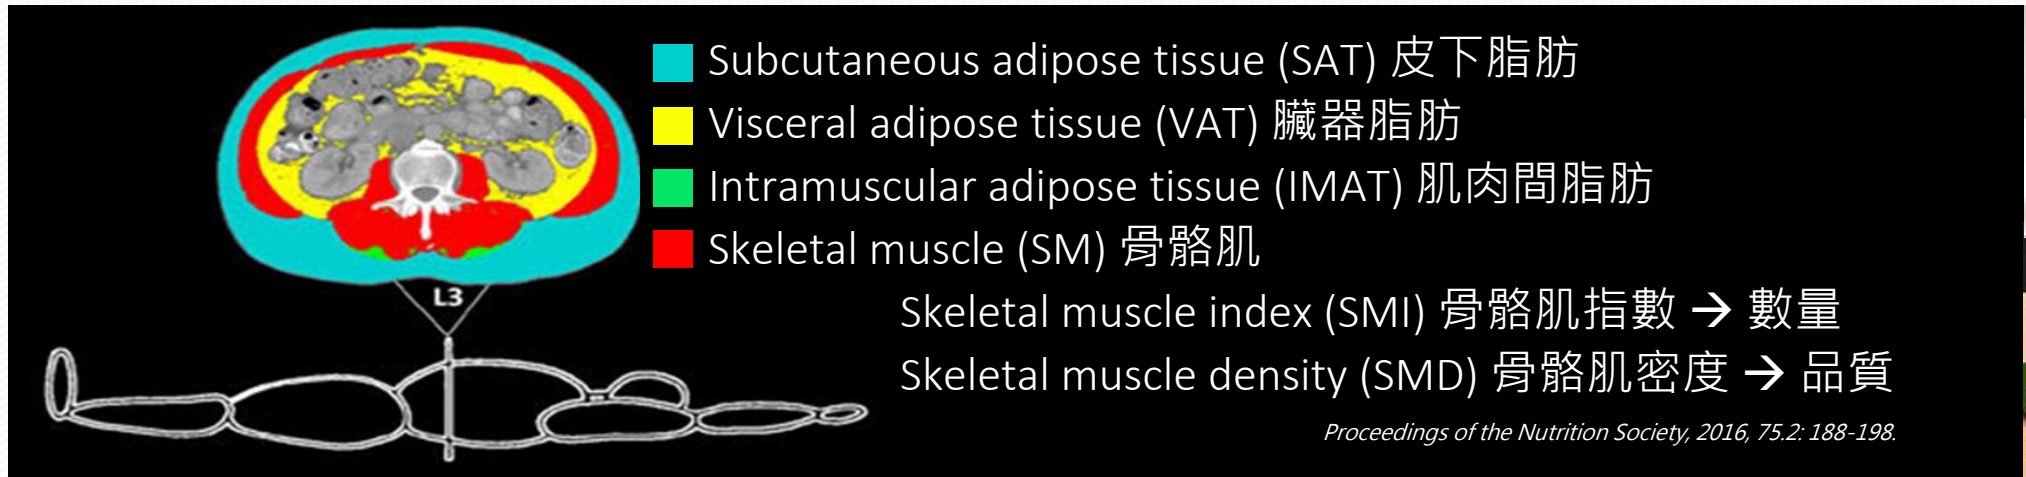 Subcutaneous adipose tissue (SAT) 皮下脂肪
Visceral adipose tissue (VAT) 臟器脂肪
Intramuscular adipose tissue (IMAT) 肌肉間脂肪
Skeletal muscle (SM) 骨骼肌
L3
Skeletal muscle index (SMI) 骨骼肌指數 → 數量
Skeletal muscle density (SMD) 骨骼肌密度 → 品質
Proceedings of the Nutrition Society, 2016, 75.2: 188-198.